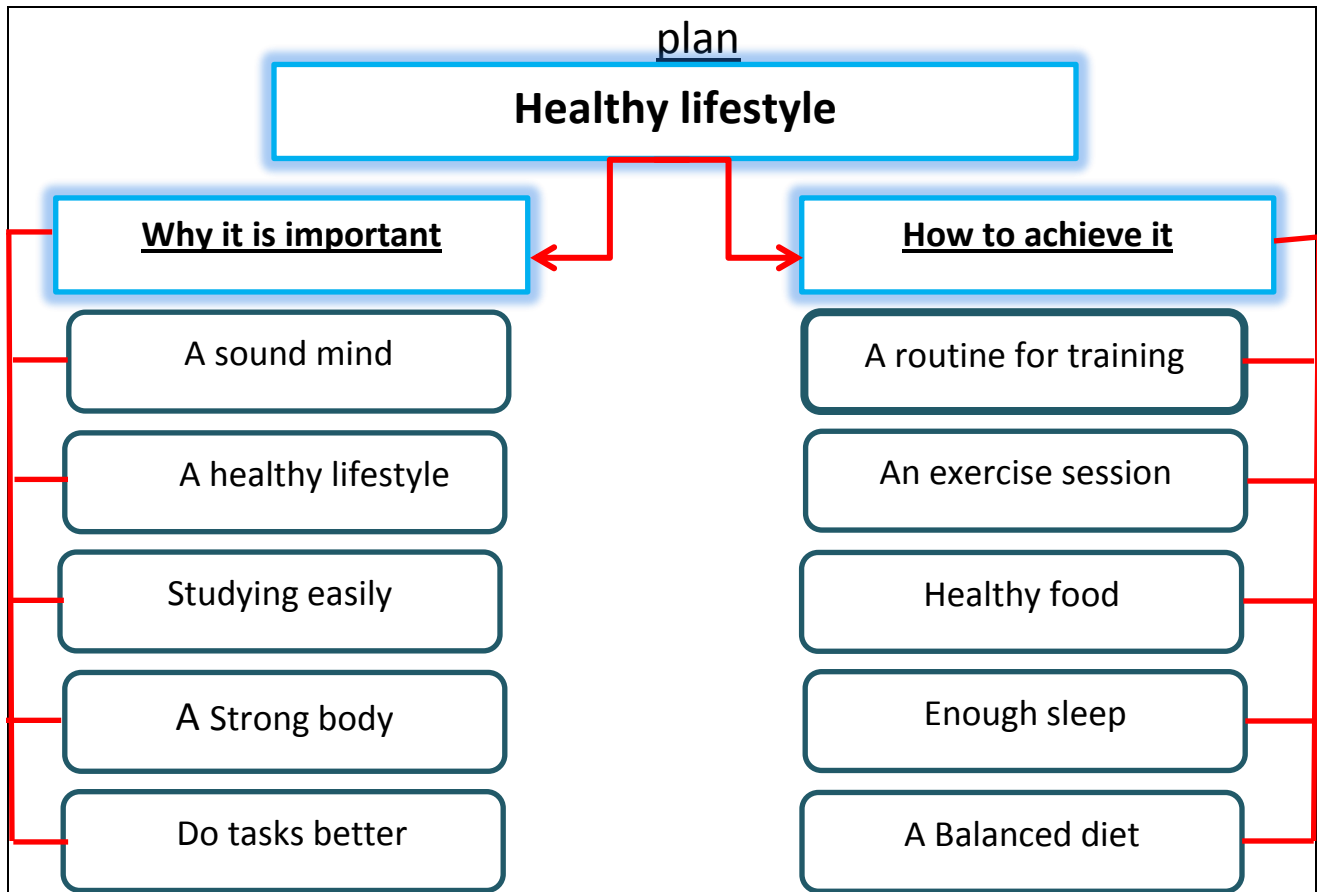 plan
Healthy lifestyle
Why it is important
A sound mind
A healthy lifestyle
Studying easily
A Strong body
Do tasks better
How to achieve it
A routine for training
An exercise session
Healthy food
Enough sleep
A Balanced diet